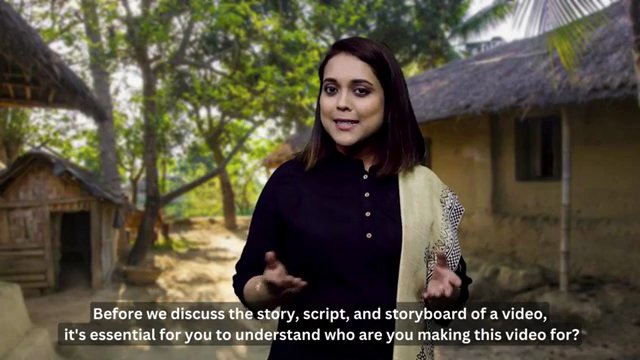 Before we discuss the story, script, and storyboard of a video,
it's essential for you to understand who are you making this video for?